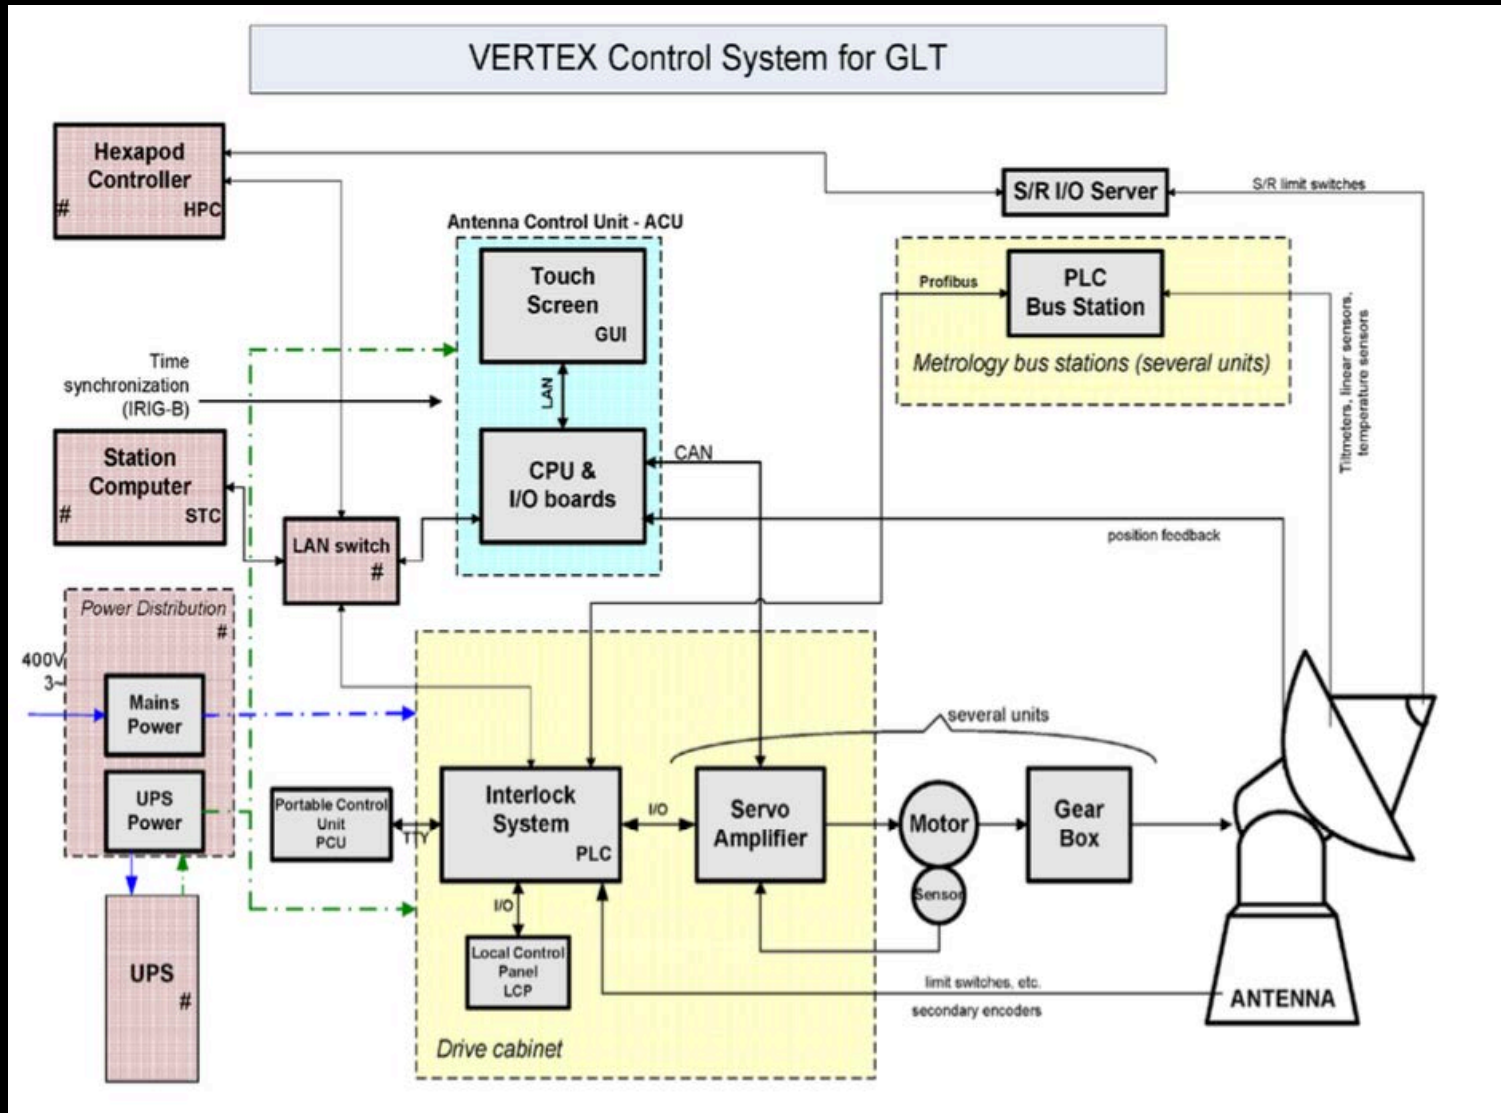 VERTEX Control System for GLT
Hexapod
Controller
#
HPC
S/R I/O Server
S/R limit switches
Antenna Control Unit - ACU
Touch
Screen
GUI
LAN
CPU &
I/O boards
CAN
Profibus
PLC
Bus Station
Metrology bus stations (several units)
Tiltmeters, linear sensors,
temperature sensors
Time
synchronization
(IRIG-B)
Station
Computer
#
STC
LAN switch
#
position feedback
Power Distribution
#
400V
3~
Mains
Power
UPS
Power
UPS
#
Portable Control
Unit
PCU
TTY
Interlock
System
PLC
I/O
Servo
Amplifier
several units
Motor
Sensor
Gear
Box
I/O
Local Control
Panel
LCP
Drive cabinet
limit switches, etc.
secondary encoders
ANTENNA